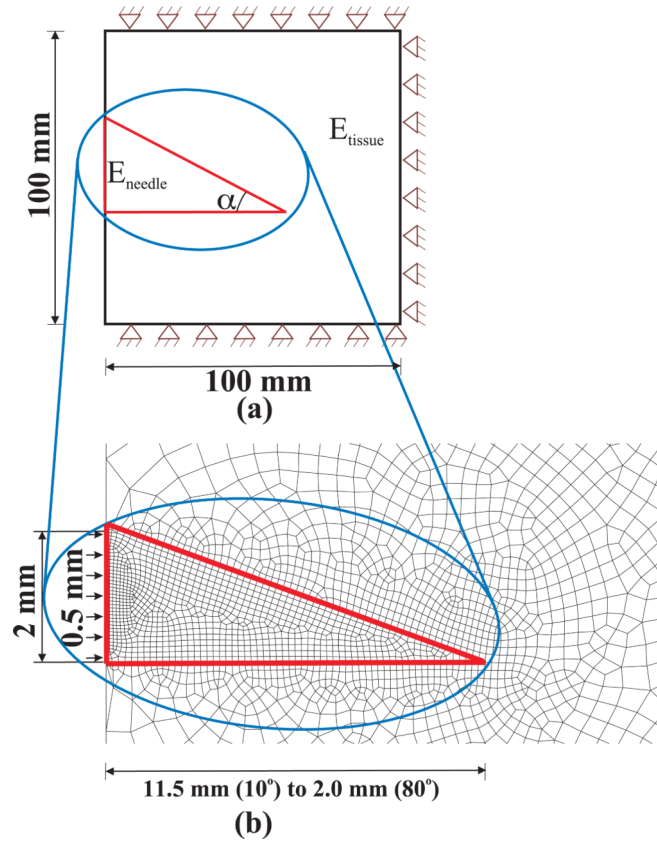 100 mm
E_tissue
E_needle
α
100 mm
(a)
2 mm
0.5 mm
11.5 mm (10°) to 2.0 mm (80°)
(b)